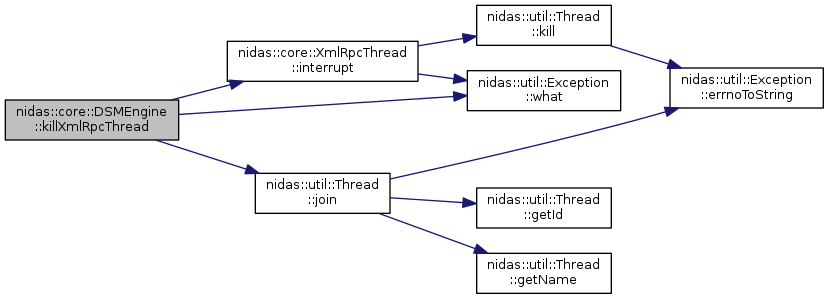 nidas::core::DSMEngine
::killXmlRpcThread
nidas::core::XmlRpcThread
::interrupt
nidas::util::Thread
::join
nidas::util::Thread
::kill
nidas::util::Exception
::what
nidas::util::Thread
::getId
nidas::util::Thread
::getName
nidas::util::Exception
::errnoToString